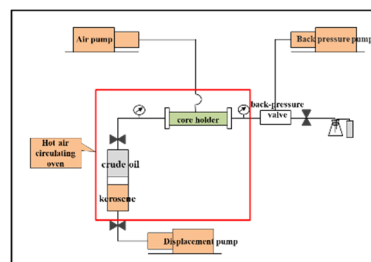 Air pump
Back pressure pump
back-pressure
valve
core holder
Hot air
circulating
oven
crude oil
kerosene
Displacement pump